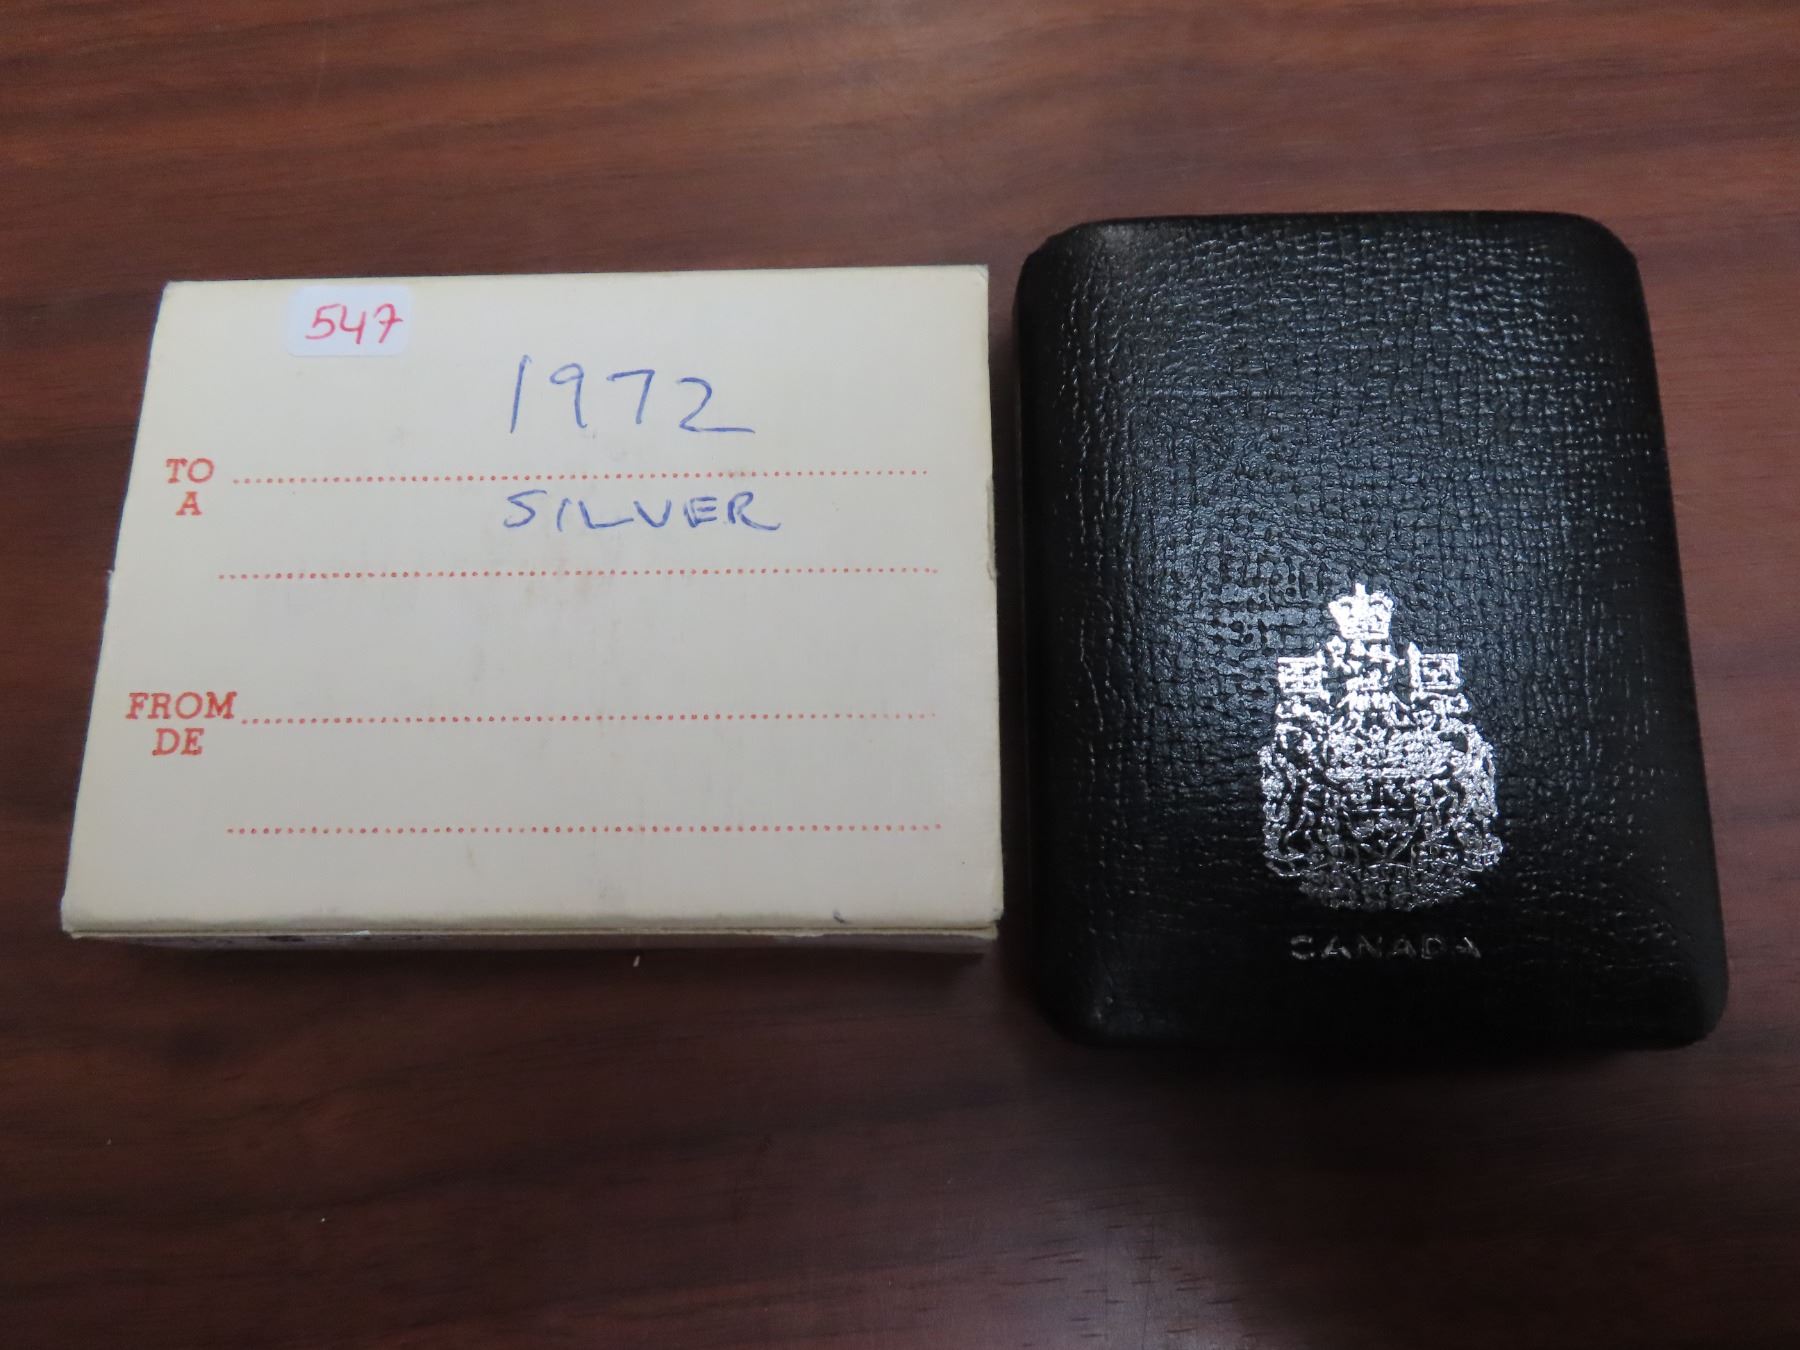 547
1972
TO
A
SILVER
FROM
DE
CANADA